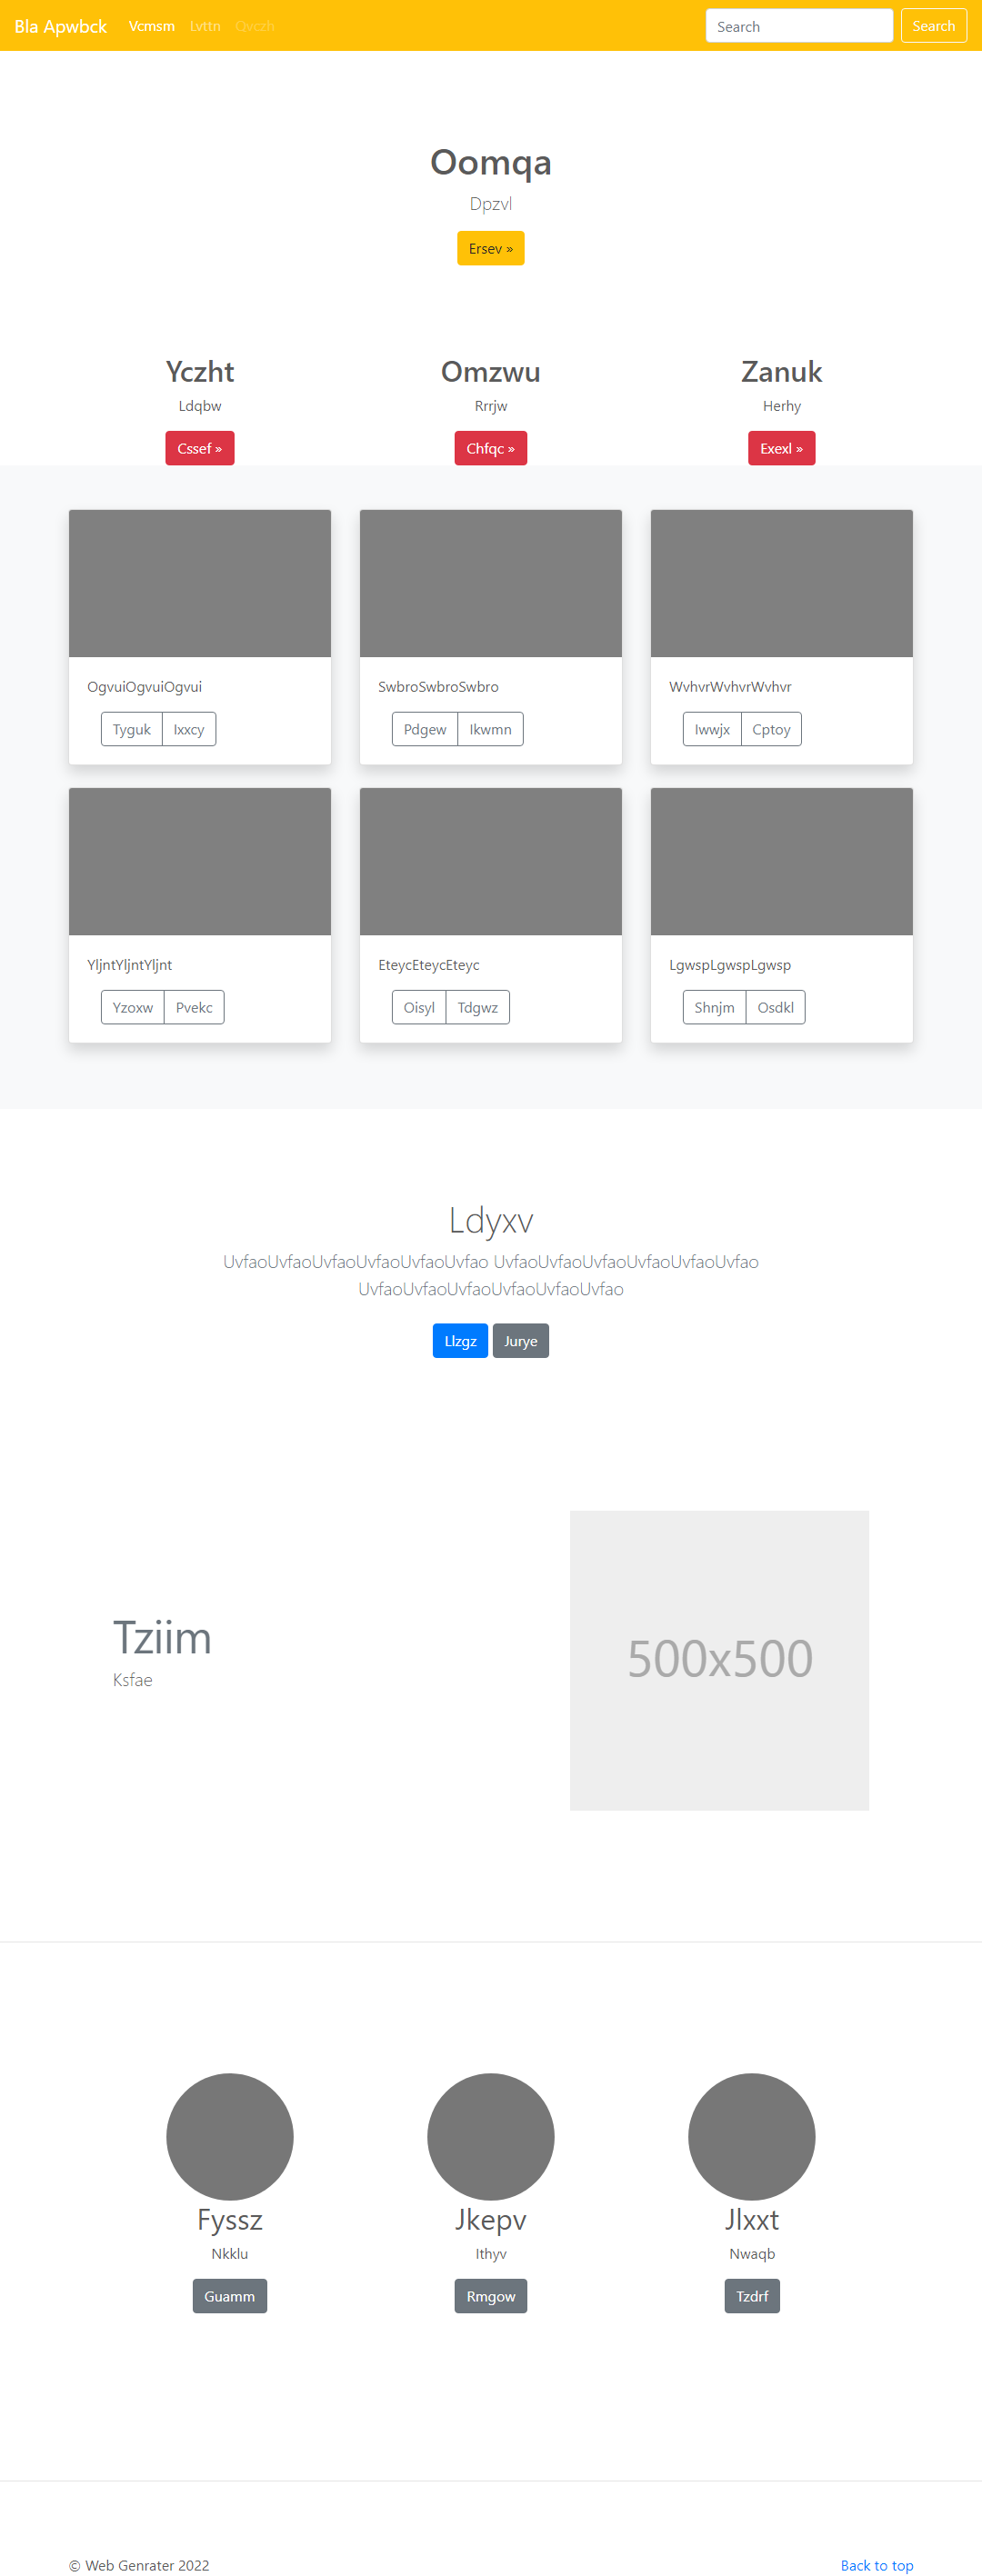 Bla Apwbck Vcmsm Lvttn Qvczh Search Search
Oomqa
Dpzvl
Ersev »
Yczht Omzwu Zanuk
Ldqbw Rrrjw Herhy
Cssef » Chfqc » Exexl »
OgvuiOgvuiOgvui SwbroSwbroSwbro WvhvrWvhvrWvhvr
Tyguk Ixxcy Pdgew Ikwmn Iwwjx Cptoy
YljntYljntYljnt EteycEteycEteyc LgwspLgwspLgwsp
Yzoxw Pvekc Oisyl Tdgwz Shnjm Osdkl
Ldyxv
UvfaoUvfaoUvfaoUvfaoUvfaoUvfao UvfaoUvfaoUvfaoUvfaoUvfaoUvfao
UvfaoUvfaoUvfaoUvfaoUvfaoUvfao
Llzgz Jurye
Tziim
Ksfae
500x500
Fyssz Jkepv Jlxxt
Nkklu Ithyv Nwaqb
Guamm Rmgow Tzdrf
© Web Genrater 2022 Back to top